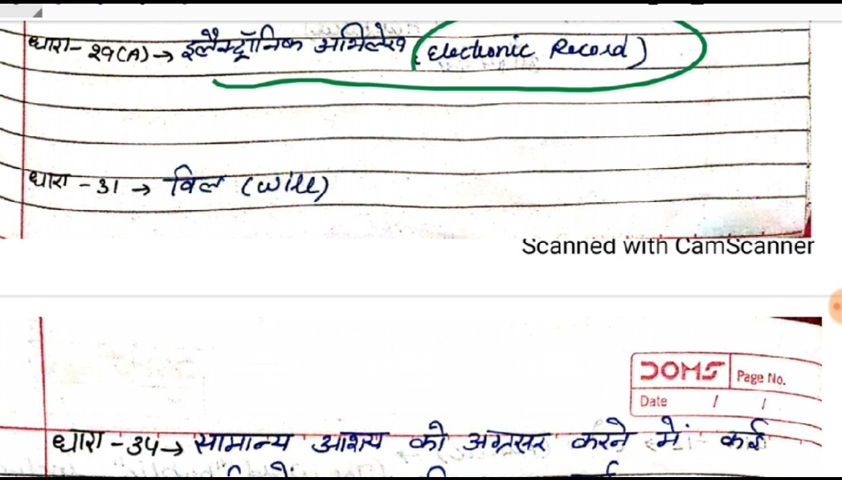 धारा - 29(A) → इलैक्ट्रॉनिक अभिलेख (Electronic Record)
धारा - 31 → विल (will)
Scanned with CamScanner
DOMS Page No.
Date / /
धारा - 34 → सामान्य आशय को अग्रसर करने में कई